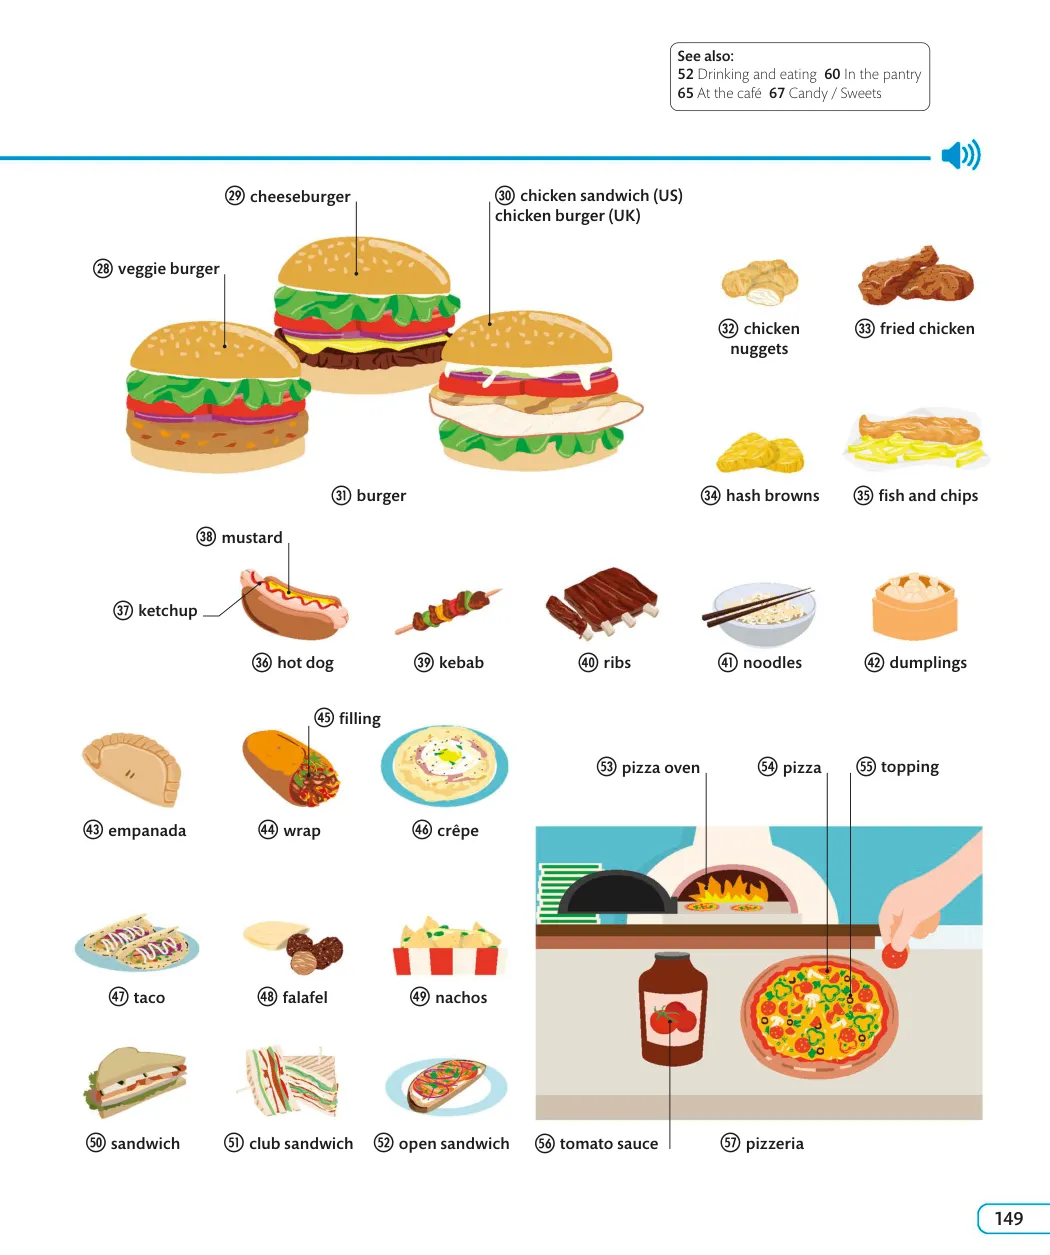 See also:
52 Drinking and eating 60 In the pantry
65 At the café 67 Candy / Sweets
29 cheeseburger
30 chicken sandwich (US)
chicken burger (UK)
28 veggie burger
32 chicken
nuggets
33 fried chicken
31 burger
34 hash browns
35 fish and chips
38 mustard
37 ketchup
36 hot dog
39 kebab
40 ribs
41 noodles
42 dumplings
45 filling
43 empanada
44 wrap
46 crêpe
53 pizza oven
54 pizza
55 topping
47 taco
48 falafel
49 nachos
50 sandwich
51 club sandwich
52 open sandwich
56 tomato sauce
57 pizzeria
149